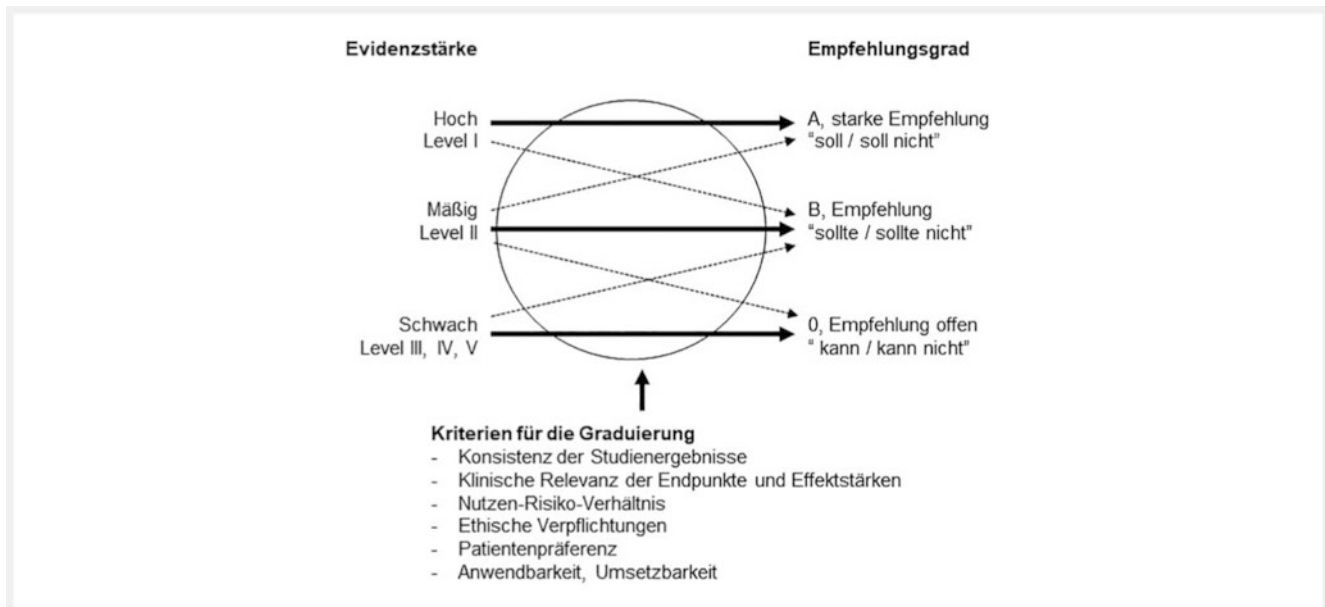 Evidenzstärke
Empfehlungsgrad
Hoch
Level I
A, starke Empfehlung
“soll / soll nicht”
Mäßig
Level II
B, Empfehlung
“sollte / sollte nicht”
Schwach
Level III, IV, V
0, Empfehlung offen
“ kann / kann nicht”
Kriterien für die Graduierung
- Konsistenz der Studienergebnisse
- Klinische Relevanz der Endpunkte und Effektstärken
- Nutzen-Risiko-Verhältnis
- Ethische Verpflichtungen
- Patientenpräferenz
- Anwendbarkeit, Umsetzbarkeit